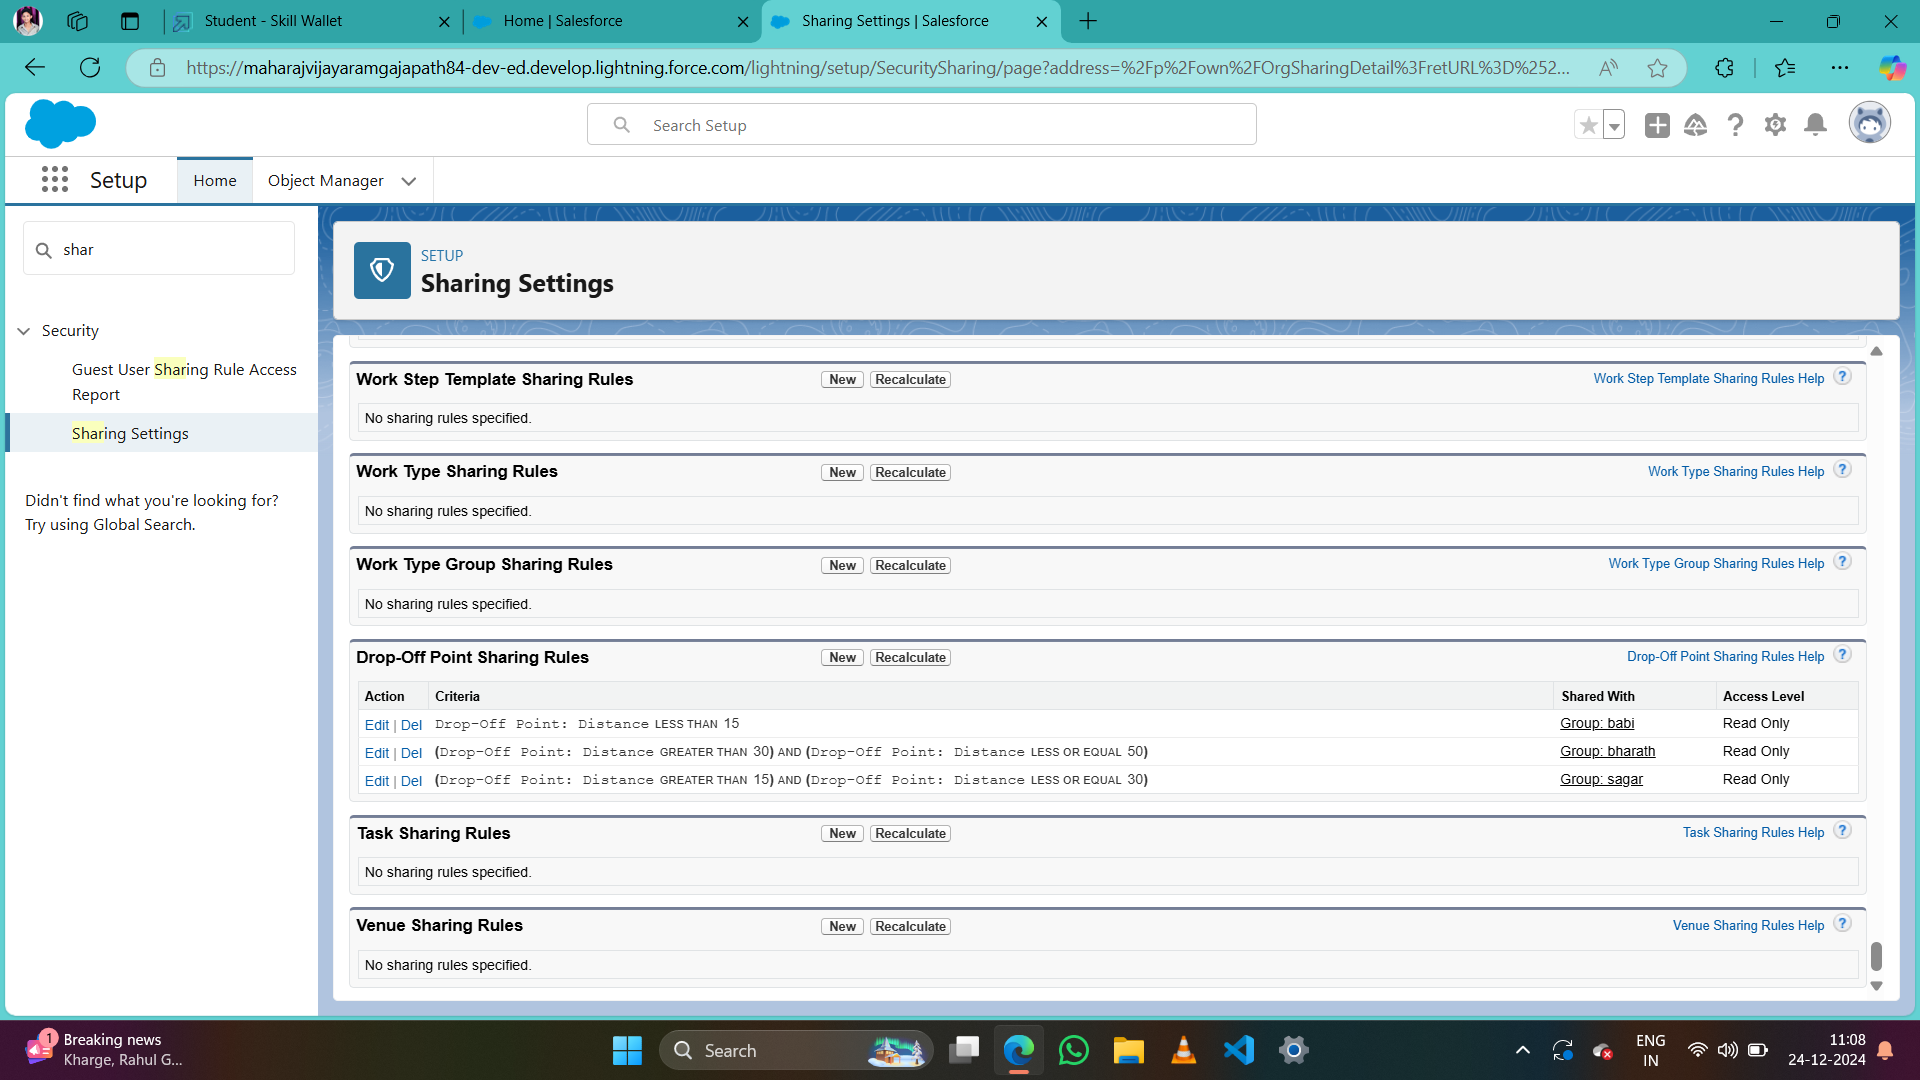 Student - Skill Wallet
Home | Salesforce
Sharing Settings | Salesforce
https://maharajvijayaramgajapath84-dev-ed.develop.lightning.force.com/lightning/setup/SecuritySharing/page?address=%2Fp%2Fown%2FOrgSharingDetail%3FretURL%3D%252...
Search Setup
Setup
Home
Object Manager
shar
Security
Guest User Sharing Rule Access
Report
Sharing Settings
Didn't find what you're looking for?
Try using Global Search.
SETUP
Sharing Settings
Work Step Template Sharing Rules New Recalculate Work Step Template Sharing Rules Help ?
No sharing rules specified.
Work Type Sharing Rules New Recalculate Work Type Sharing Rules Help ?
No sharing rules specified.
Work Type Group Sharing Rules New Recalculate Work Type Group Sharing Rules Help ?
No sharing rules specified.
Drop-Off Point Sharing Rules New Recalculate Drop-Off Point Sharing Rules Help ?
Action Criteria Shared With Access Level
Edit | Del Drop-Off Point: Distance LESS THAN 15 Group: babi Read Only
Edit | Del (Drop-Off Point: Distance GREATER THAN 30) AND (Drop-Off Point: Distance LESS OR EQUAL 50) Group: bharath Read Only
Edit | Del (Drop-Off Point: Distance GREATER THAN 15) AND (Drop-Off Point: Distance LESS OR EQUAL 30) Group: sagar Read Only
Task Sharing Rules New Recalculate Task Sharing Rules Help ?
No sharing rules specified.
Venue Sharing Rules New Recalculate Venue Sharing Rules Help ?
No sharing rules specified.
1
Breaking news
Kharge, Rahul G...
Search
ENG
IN
11:08
24-12-2024